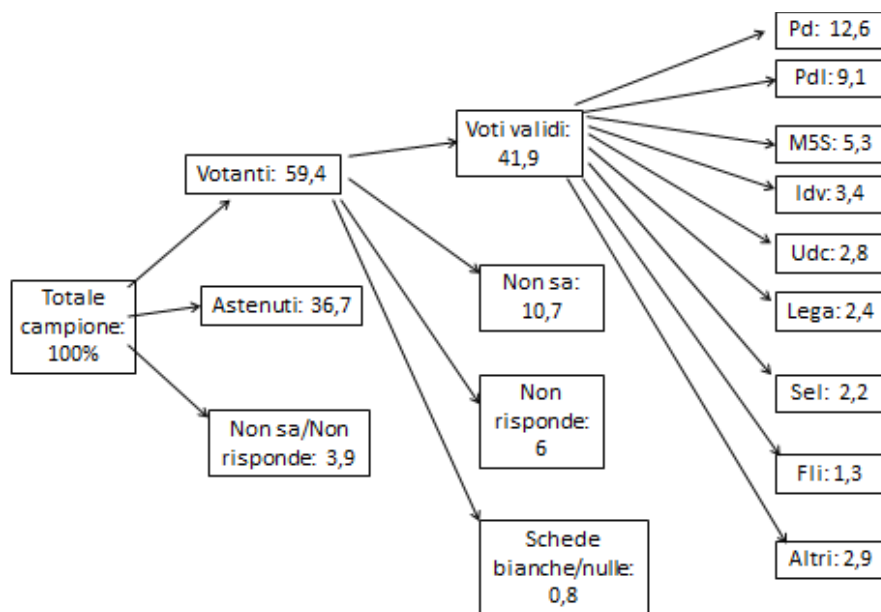 Totale
campione:
100%
Votanti: 59,4
Astenuti: 36,7
Non sa/Non
risponde: 3,9
Voti validi:
41,9
Non sa:
10,7
Non
risponde:
6
Schede
bianche/nulle:
0,8
Pd: 12,6
Pdl: 9,1
M5S: 5,3
Idv: 3,4
Udc: 2,8
Lega: 2,4
Sel: 2,2
Fli: 1,3
Altri: 2,9